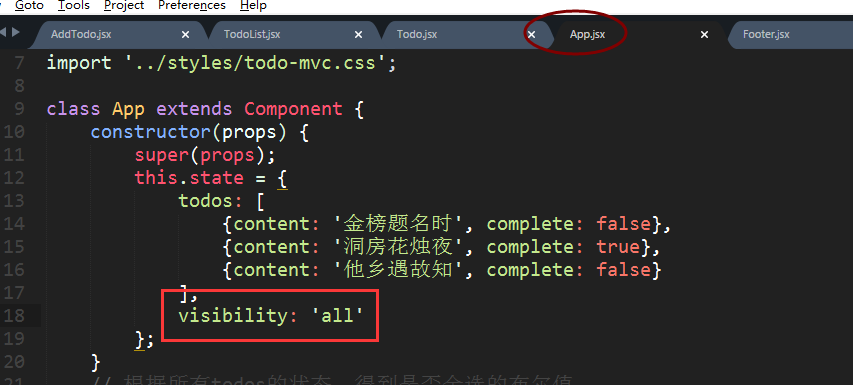 Goto Tools Project Preferences Help
AddTodo.jsx × TodoList.jsx × Todo.jsx × App.jsx × Footer.jsx
7 import '../styles/todo-mvc.css';
8
9 class App extends Component {
10 constructor(props) {
11 super(props);
12 this.state = {
13 todos: [
14 {content: '金榜题名时', complete: false},
15 {content: '洞房花烛夜', complete: true},
16 {content: '他乡遇故知', complete: false}
17 ],
18 visibility: 'all'
19 };
20 }
21 // 根据所有todos的状态，得到是否全选的布尔值